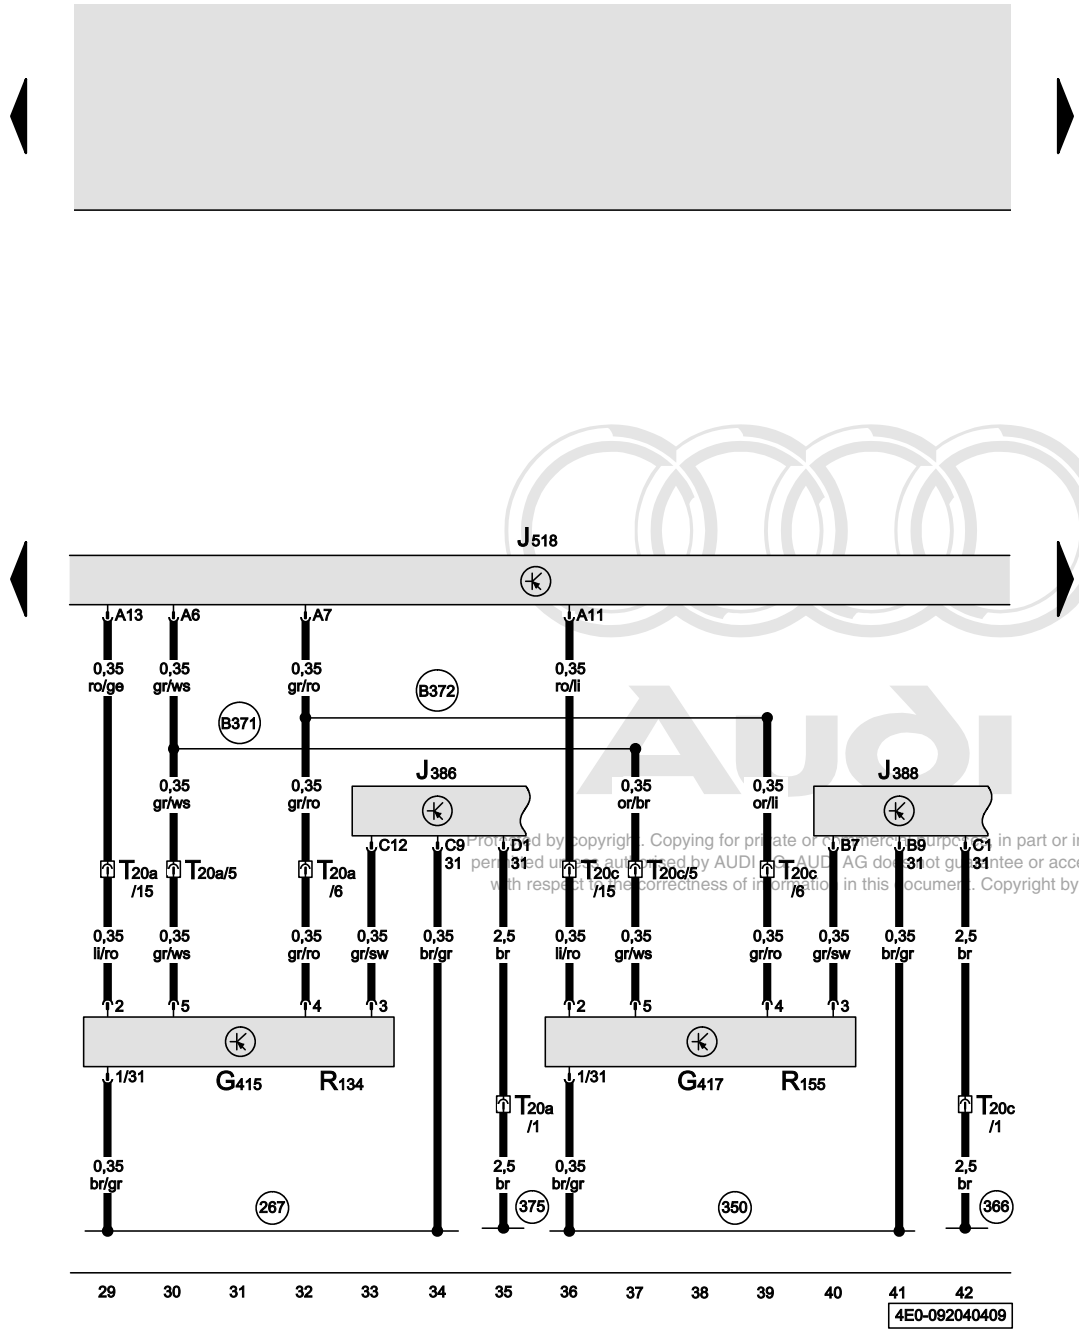 J518
A13 A6 A7 A11
0,35 0,35 0,35 0,35
ro/ge gr/ws gr/ro ro/li
B372
B371
J386 J388
0,35 0,35 0,35 0,35
gr/ws gr/ro or/br or/li
C12 C9 D1 B7 B9 C1
31 31 31 31
T20a T20a/5 T20a T20c T20c/5 T20c
/15 /6 /15 /6
0,35 0,35 0,35 0,35 0,35 2,5 0,35 0,35 0,35 0,35 0,35 2,5
li/ro gr/ws gr/ro gr/sw br/gr br li/ro gr/ws gr/ro gr/sw br/gr br
2 5 4 3 2 5 4 3
1/31 G415 R134 1/31 G417 R155
T20a T20c
/1 /1
0,35 2,5 0,35 2,5
br/gr br br/gr br
267 375 350 366
29 30 31 32 33 34 35 36 37 38 39 40 41 42
4E0-092040409
Audi